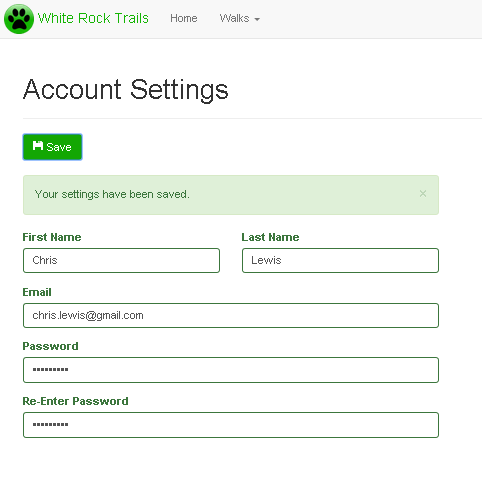 White Rock Trails Home Walks
Account Settings
Save
Your settings have been saved. ×
First Name Last Name
Chris Lewis
Email
chris.lewis@gmail.com
Password
•••••••••
Re-Enter Password
•••••••••